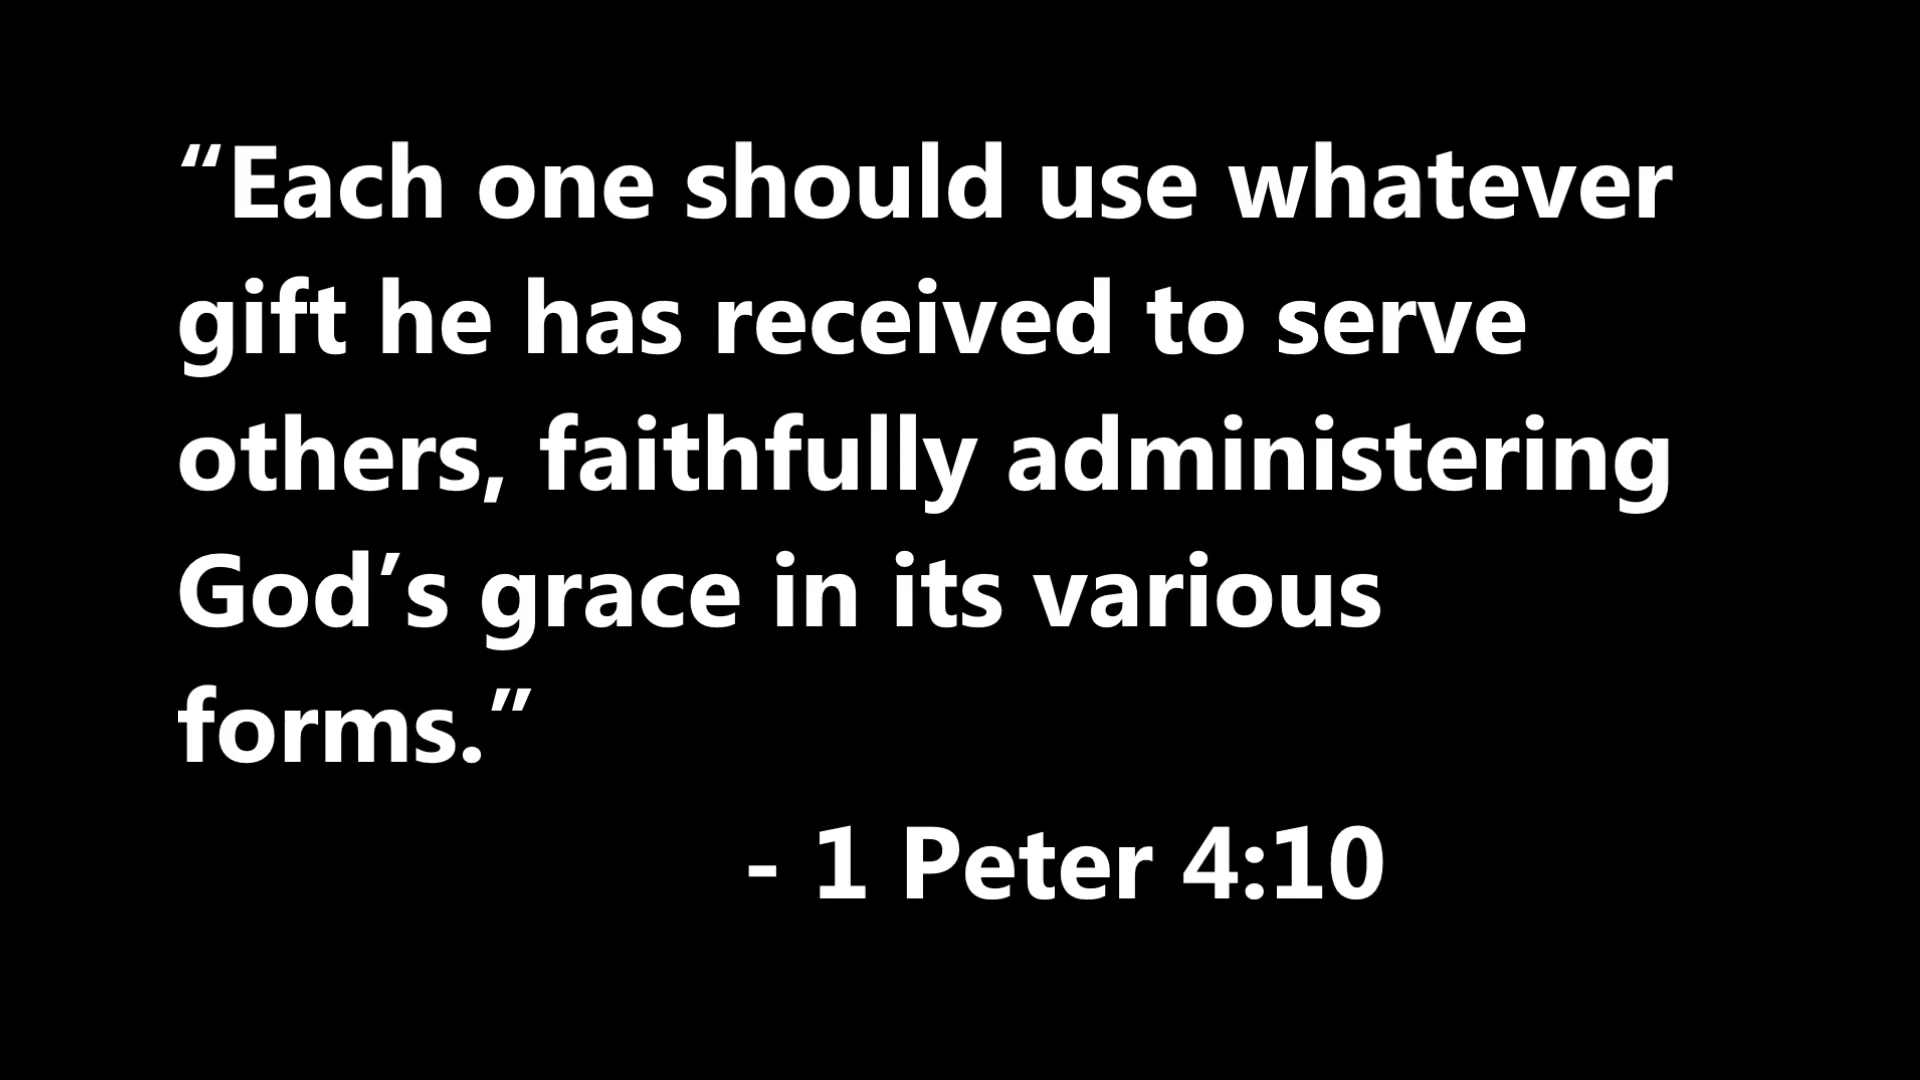 “Each one should use whatever
gift he has received to serve
others, faithfully administering
God’s grace in its various
forms.”
- 1 Peter 4:10